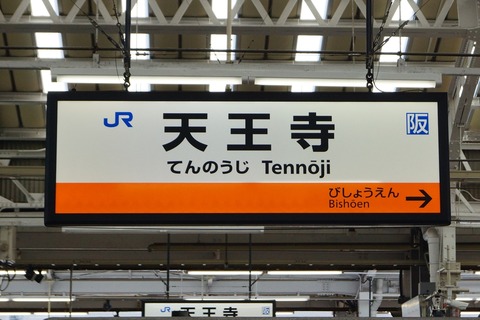 JR 天王寺 阪
てんのうじ Tennōji
びしょうえん
Bishōen →
JR 天王寺